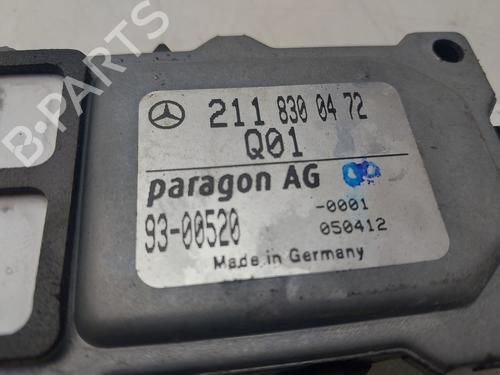 B-PARTS
211 830 04 72
Q01
paragon AG
93-00520 -0001
050412
Made in Germany